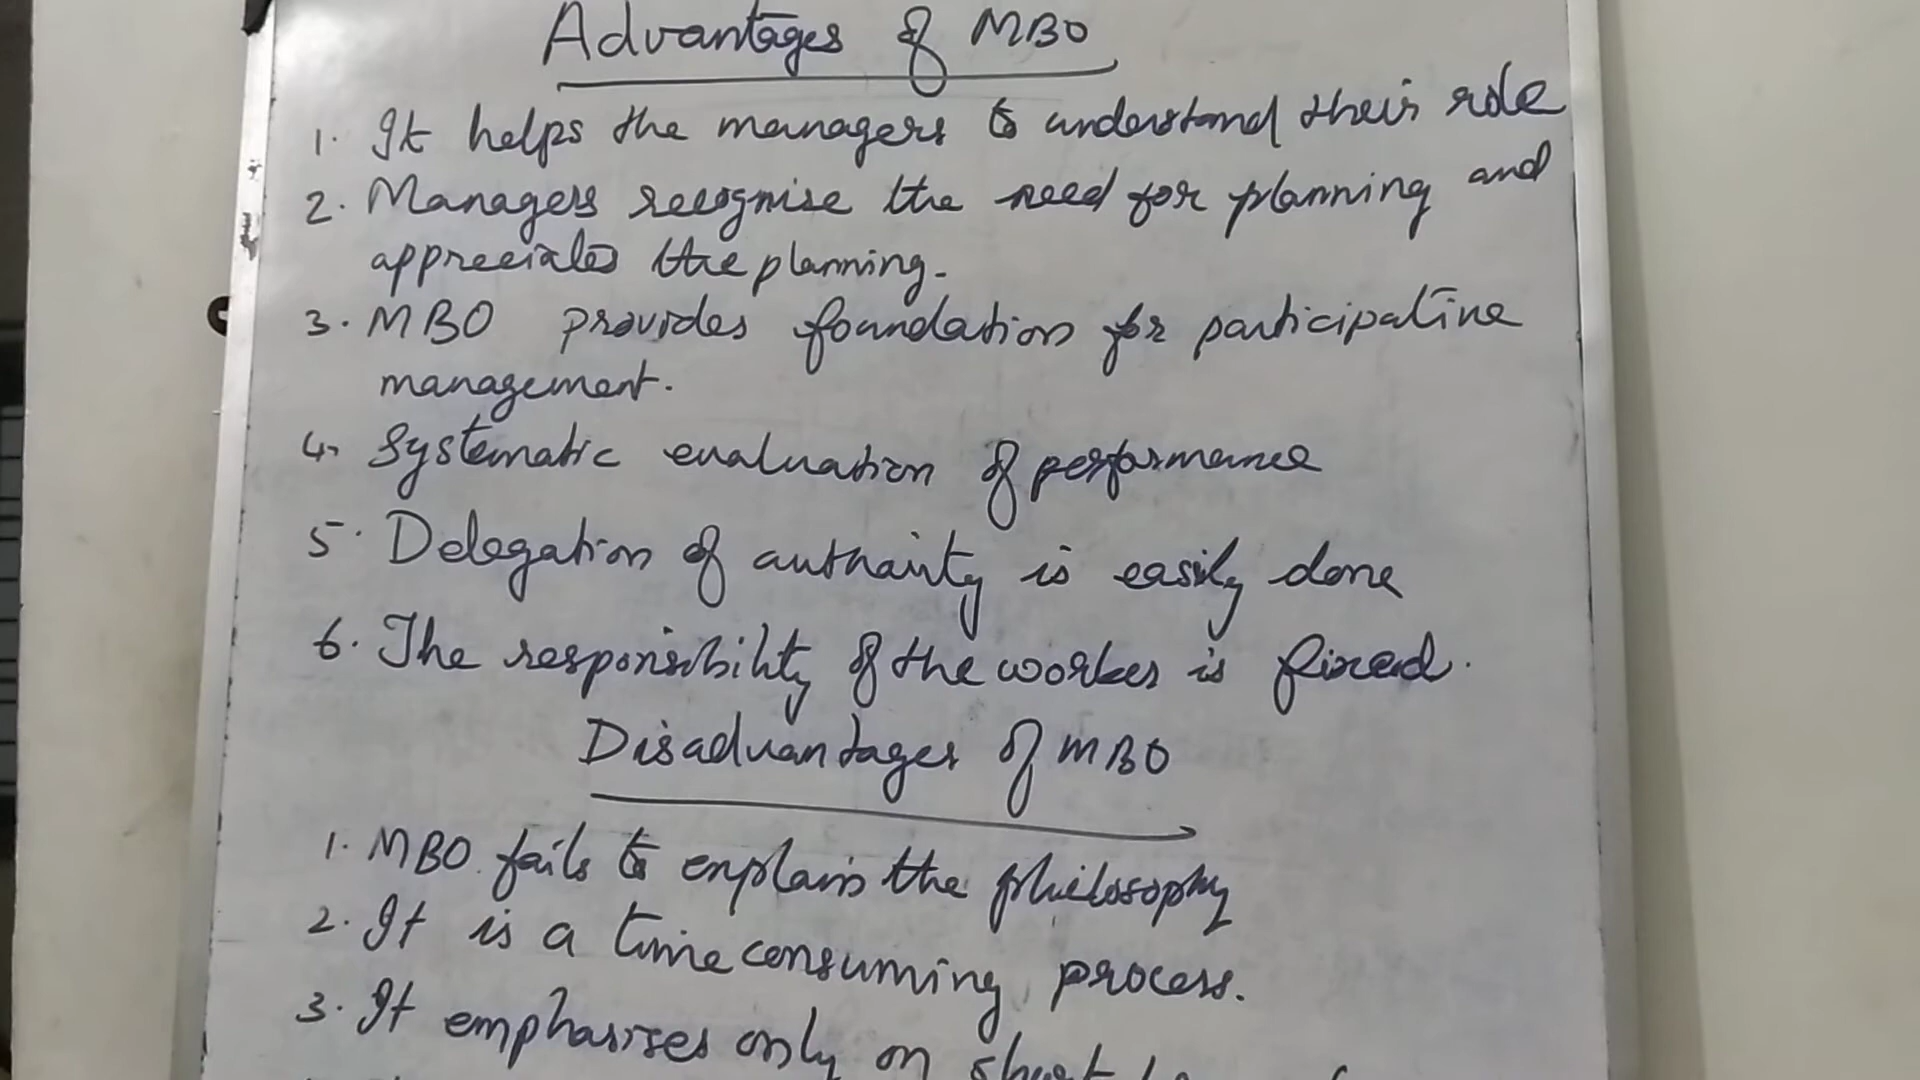 Advantages of MBO
1. It helps the managers to understand their role
2. Managers recognise the need for planning and
appreciates the planning.
3. MBO provides foundation for participative
management.
4. Systematic evaluation of performance
5. Delegation of authority is easily done
6. The responsibility of the worker is fixed.
Disadvantages of MBO
1. MBO fails to explain the philosophy
2. It is a time consuming process.
3. It emphasises only on short